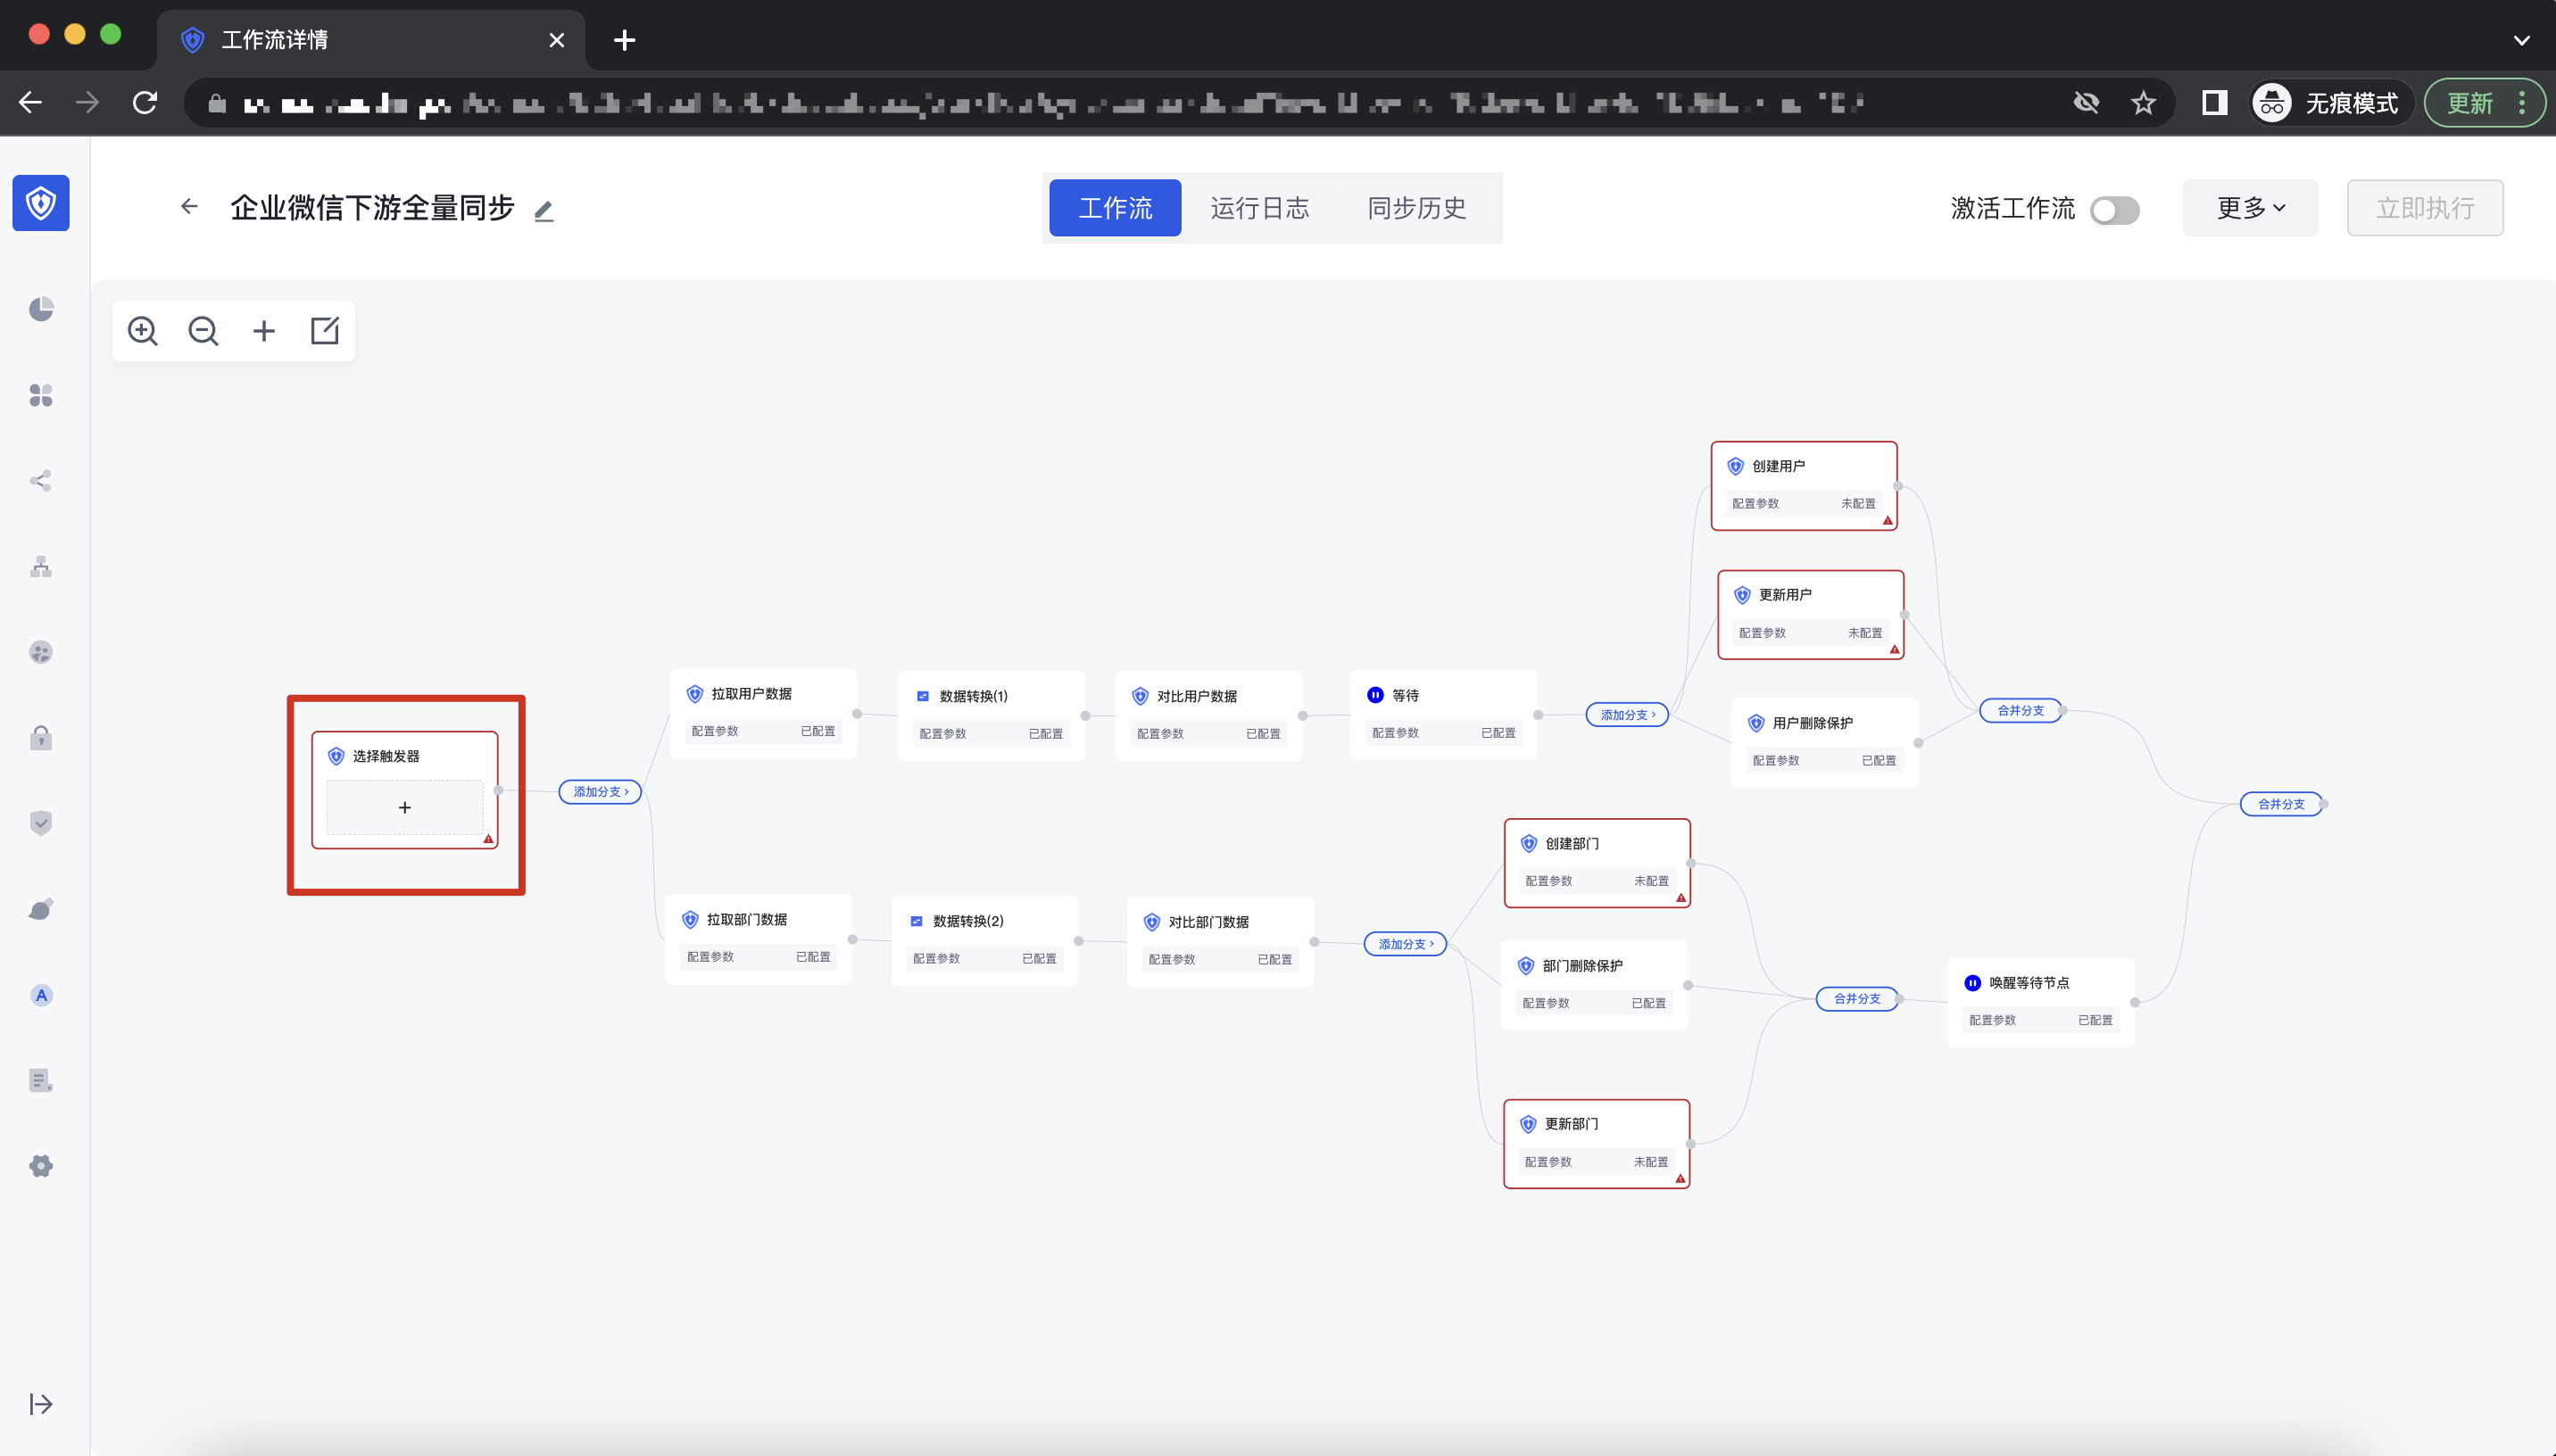 工作流详情
无痕模式
更新
企业微信下游全量同步
工作流
运行日志
同步历史
激活工作流
更多
立即执行
创建用户
配置参数 未配置
更新用户
配置参数 未配置
拉取用户数据
配置参数 已配置
数据转换(1)
配置参数 已配置
对比用户数据
配置参数 已配置
等待
配置参数 已配置
添加分支 ›
用户删除保护
配置参数 已配置
合并分支
选择触发器
+
添加分支 ›
合并分支
创建部门
配置参数 未配置
拉取部门数据
配置参数 已配置
数据转换(2)
配置参数 已配置
对比部门数据
配置参数 已配置
添加分支 ›
部门删除保护
配置参数 已配置
合并分支
唤醒等待节点
配置参数 已配置
更新部门
配置参数 未配置
A